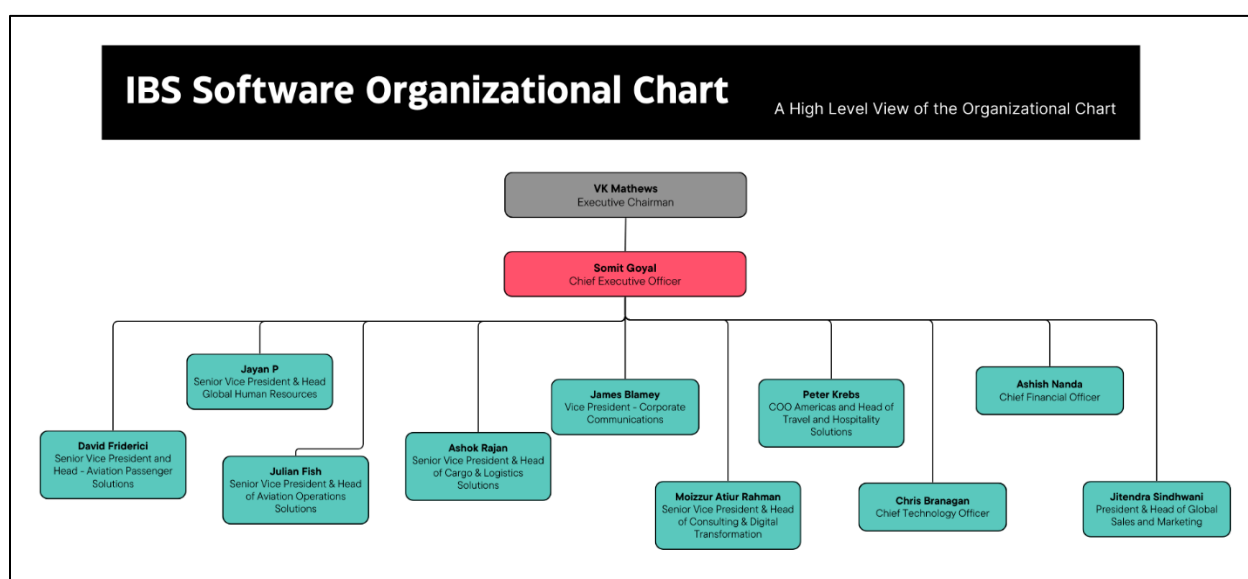 IBS Software Organizational Chart
A High Level View of the Organizational Chart
VK Mathews
Executive Chairman
Somit Goyal
Chief Executive Officer
David Friderici
Senior Vice President and
Head - Aviation Passenger
Solutions
Jayan P
Senior Vice President & Head
Global Human Resources
Julian Fish
Senior Vice President & Head
of Aviation Operations
Solutions
Ashok Rajan
Senior Vice President & Head
of Cargo & Logistics
Solutions
James Blamey
Vice President - Corporate
Communications
Moizzur Atiur Rahman
Senior Vice President & Head
of Consulting & Digital
Transformation
Peter Krebs
COO Americas and Head of
Travel and Hospitality
Solutions
Chris Branagan
Chief Technology Officer
Ashish Nanda
Chief Financial Officer
Jitendra Sindhwani
President & Head of Global
Sales and Marketing